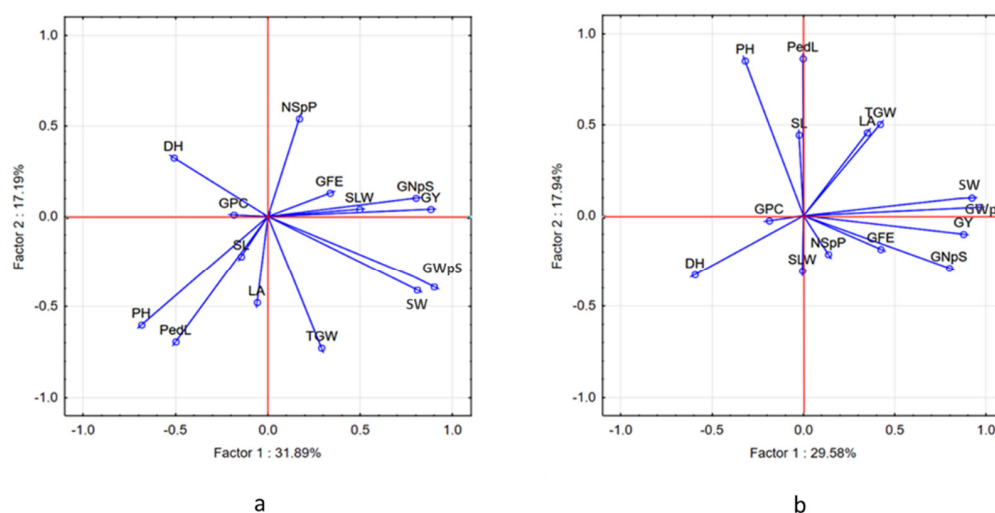 1.0
NSpP
0.5
DH
GFE
GNpS
SLW
GY
GPC
0.0
SL
GWpS
LA
SW
-0.5
PH
PedL
TGW
-1.0
-1.0 -0.5 0.0 0.5 1.0
Factor 1 : 31.89%
Factor 2 : 17.19%
a
1.0
PH PedL
0.5
TGW
SL LA
SW
GPC GWp
0.0
GY
NSpP GFE
DH SLW GNpS
-0.5
-1.0
-1.0 -0.5 0.0 0.5 1.0
Factor 1 : 29.58%
Factor 2 : 17.94%
b